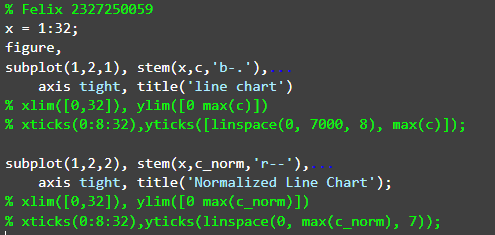 % Felix 2327250059
x = 1:32;
figure,
subplot(1,2,1), stem(x,c,'b-.'),...
axis tight, title('line chart')
% xlim([0,32]), ylim([0 max(c)])
% xticks(0:8:32),yticks([linspace(0, 7000, 8), max(c)]);
subplot(1,2,2), stem(x,c_norm,'r--'),...
axis tight, title('Normalized Line Chart');
% xlim([0,32]), ylim([0 max(c_norm)])
% xticks(0:8:32),yticks(linspace(0, max(c_norm), 7));